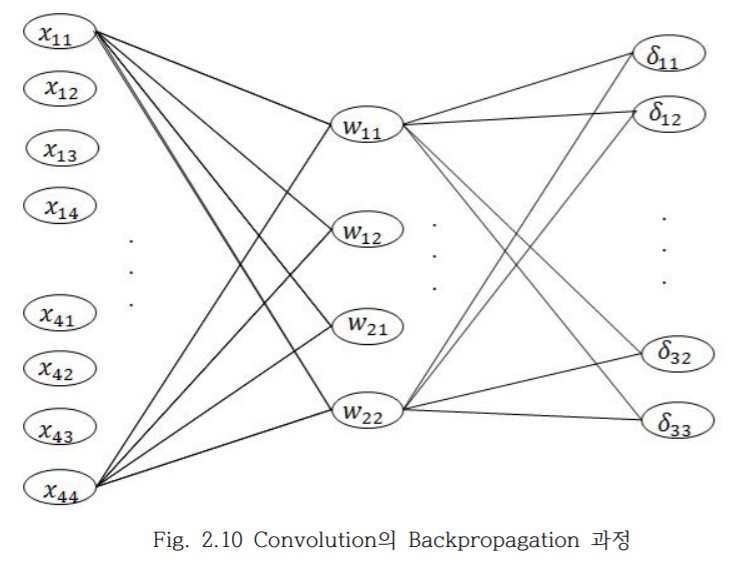 x11
x12
x13
x14
x41
x42
x43
x44
w11
w12
w21
w22
δ11
δ12
δ32
δ33
Fig. 2.10 Convolution의 Backpropagation 과정